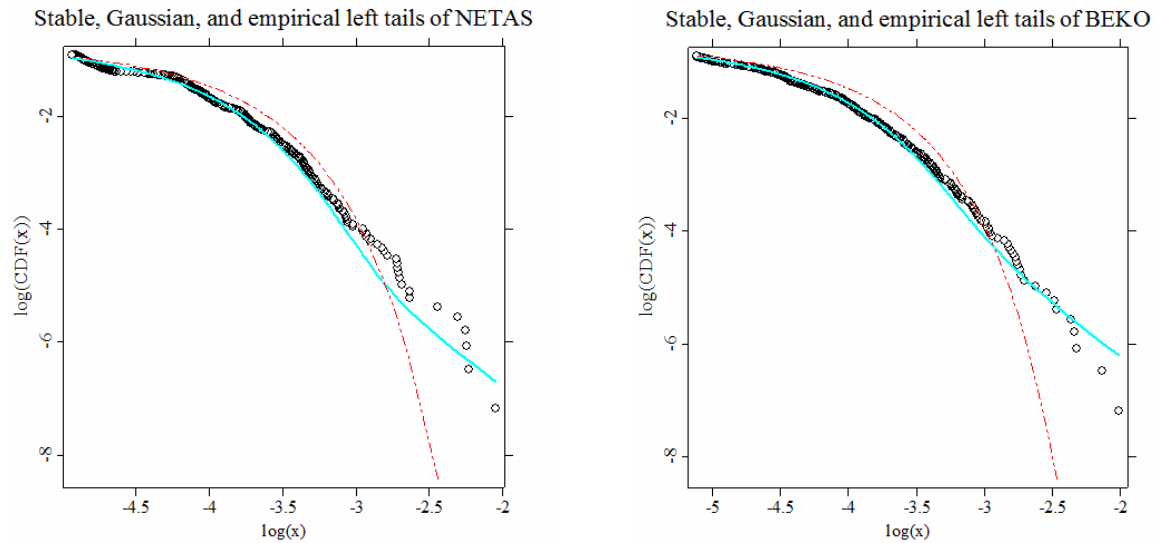 Stable, Gaussian, and empirical left tails of NETAS
log(CDF(x))
-2
-4
-6
-8
-4.5 -4 -3.5 -3 -2.5 -2
log(x)
Stable, Gaussian, and empirical left tails of BEKO
log(CDF(x))
-2
-4
-6
-8
-5 -4.5 -4 -3.5 -3 -2.5 -2
log(x)